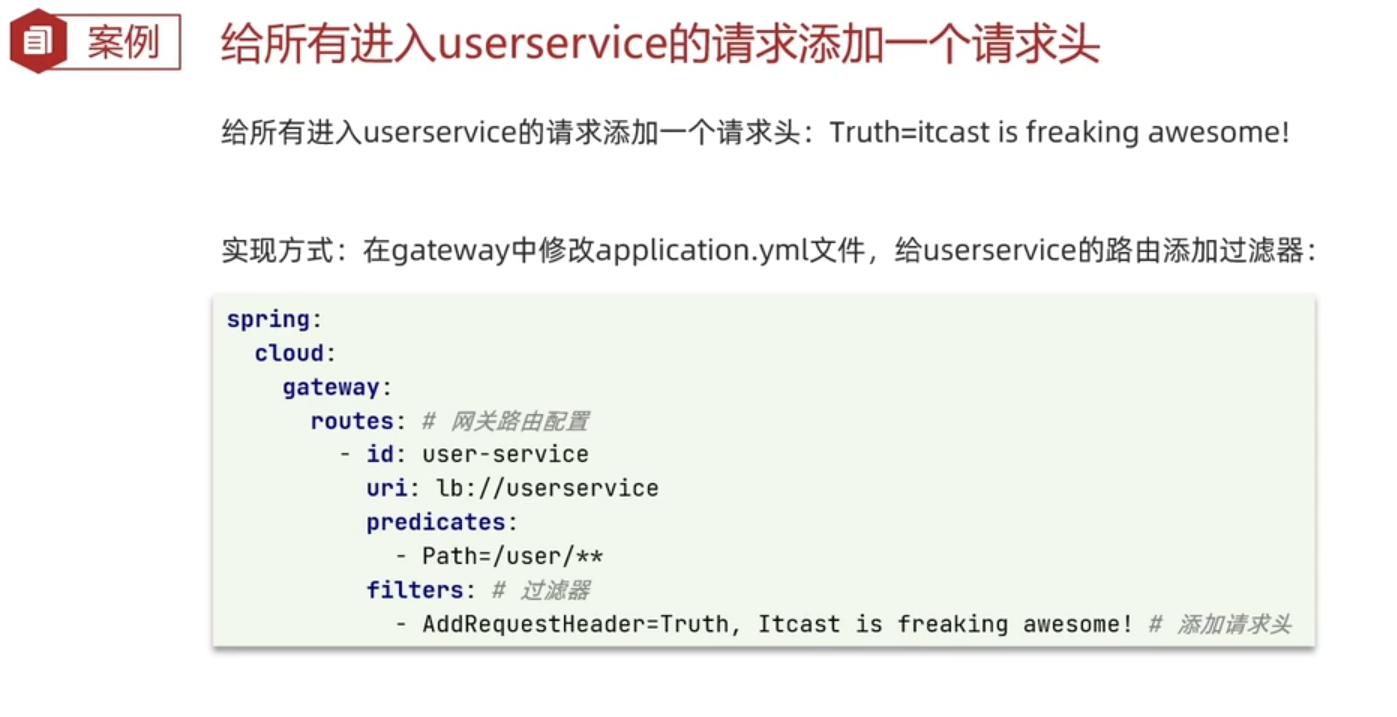 案例
给所有进入userservice的请求添加一个请求头
给所有进入userservice的请求添加一个请求头：Truth=itcast is freaking awesome!
实现方式：在gateway中修改application.yml文件，给userservice的路由添加过滤器：
spring:
  cloud:
    gateway:
      routes: # 网关路由配置
        - id: user-service
          uri: lb://userservice
          predicates:
            - Path=/user/**
          filters: # 过滤器
            - AddRequestHeader=Truth, Itcast is freaking awesome! # 添加请求头